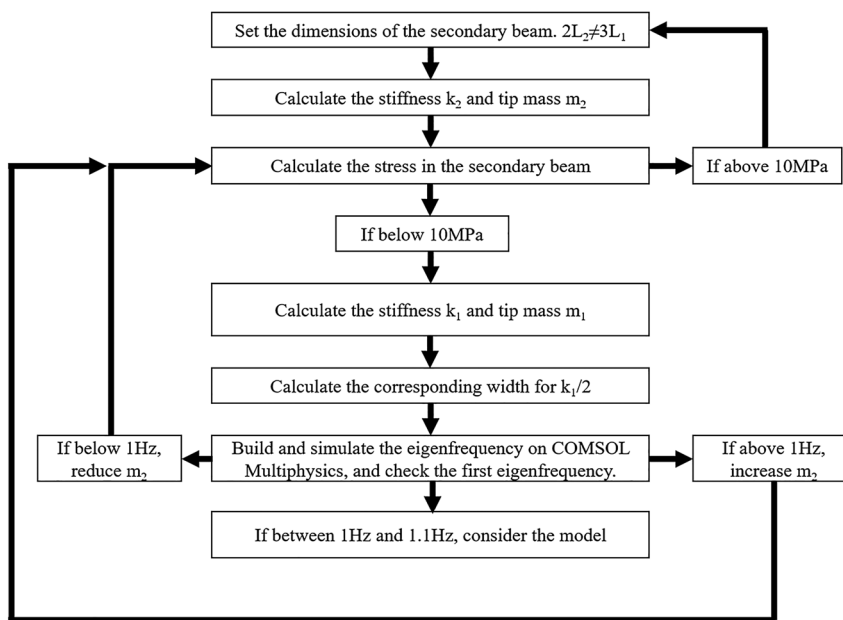 Set the dimensions of the secondary beam. 2L₂≠3L₁
Calculate the stiffness k₂ and tip mass m₂
Calculate the stress in the secondary beam
If above 10MPa
If below 10MPa
Calculate the stiffness k₁ and tip mass m₁
Calculate the corresponding width for k₁/2
If below 1Hz,
reduce m₂
Build and simulate the eigenfrequency on COMSOL
Multiphysics, and check the first eigenfrequency.
If above 1Hz,
increase m₂
If between 1Hz and 1.1Hz, consider the model